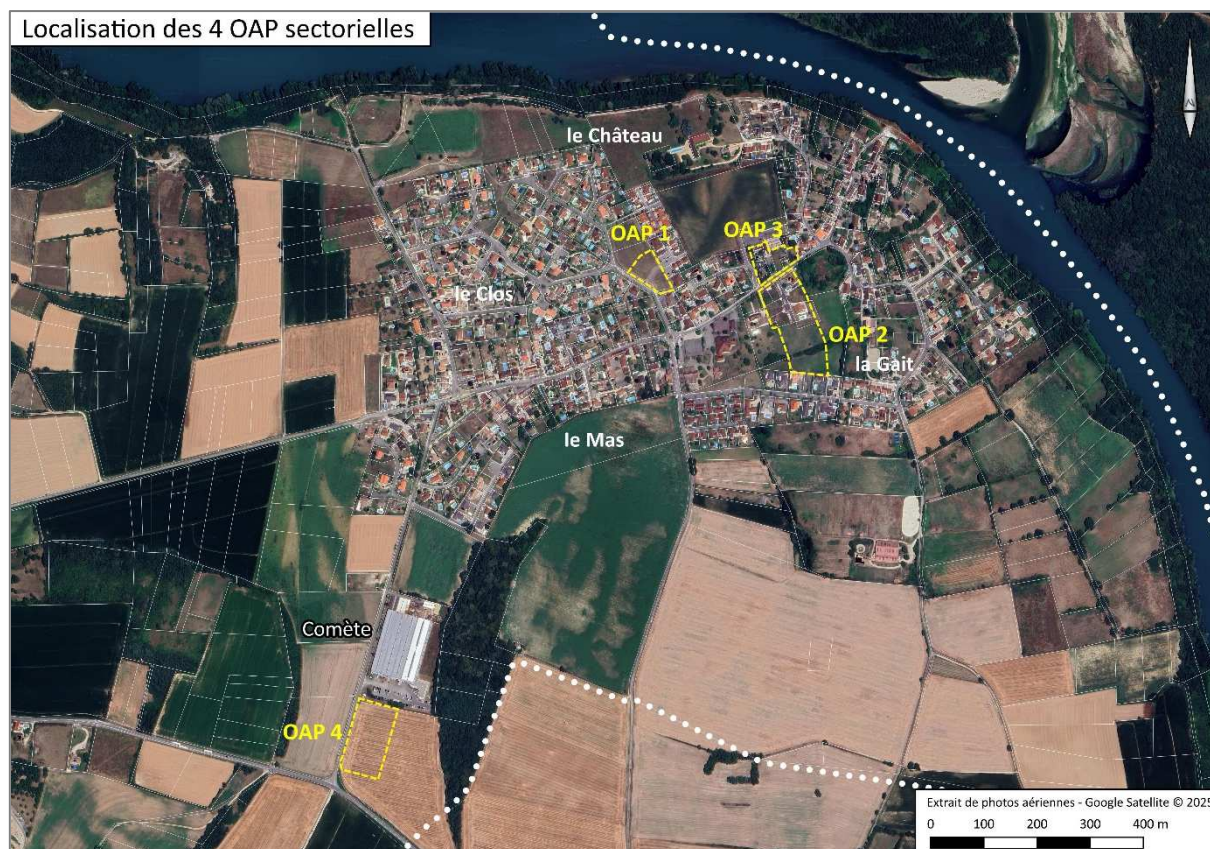 Localisation des 4 OAP sectorielles
N
le Château
OAP 1
OAP 3
le Clos
OAP 2
la Gait
le Mas
Comète
OAP 4
Extrait de photos aériennes - Google Satellite © 2025
0 100 200 300 400 m